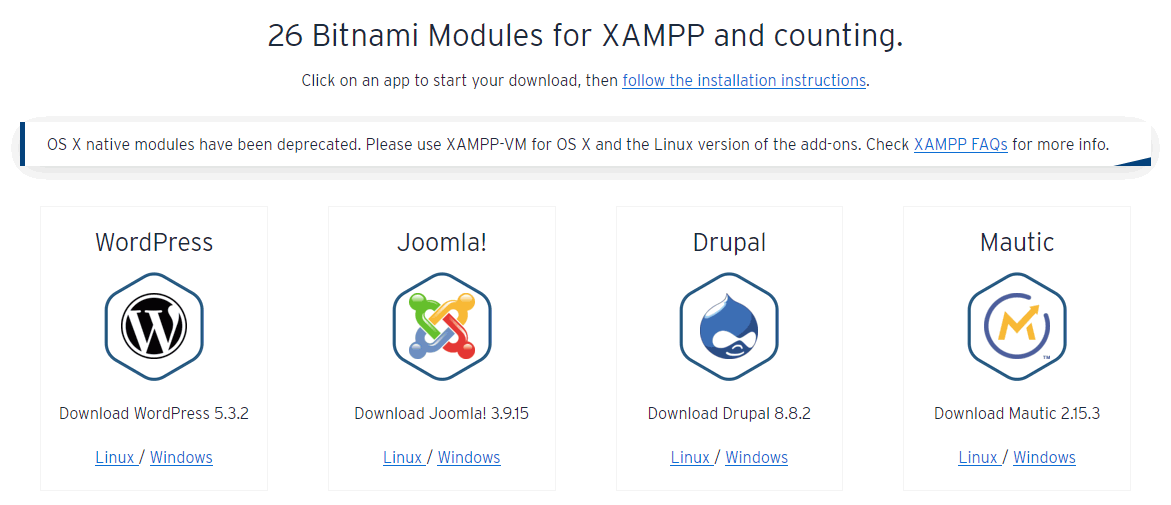 26 Bitnami Modules for XAMPP and counting.
Click on an app to start your download, then follow the installation instructions.
OS X native modules have been deprecated. Please use XAMPP-VM for OS X and the Linux version of the add-ons. Check XAMPP FAQs for more info.
WordPress
Joomla!
Drupal
Mautic
TM
Download WordPress 5.3.2
Download Joomla! 3.9.15
Download Drupal 8.8.2
Download Mautic 2.15.3
Linux / Windows
Linux / Windows
Linux / Windows
Linux / Windows